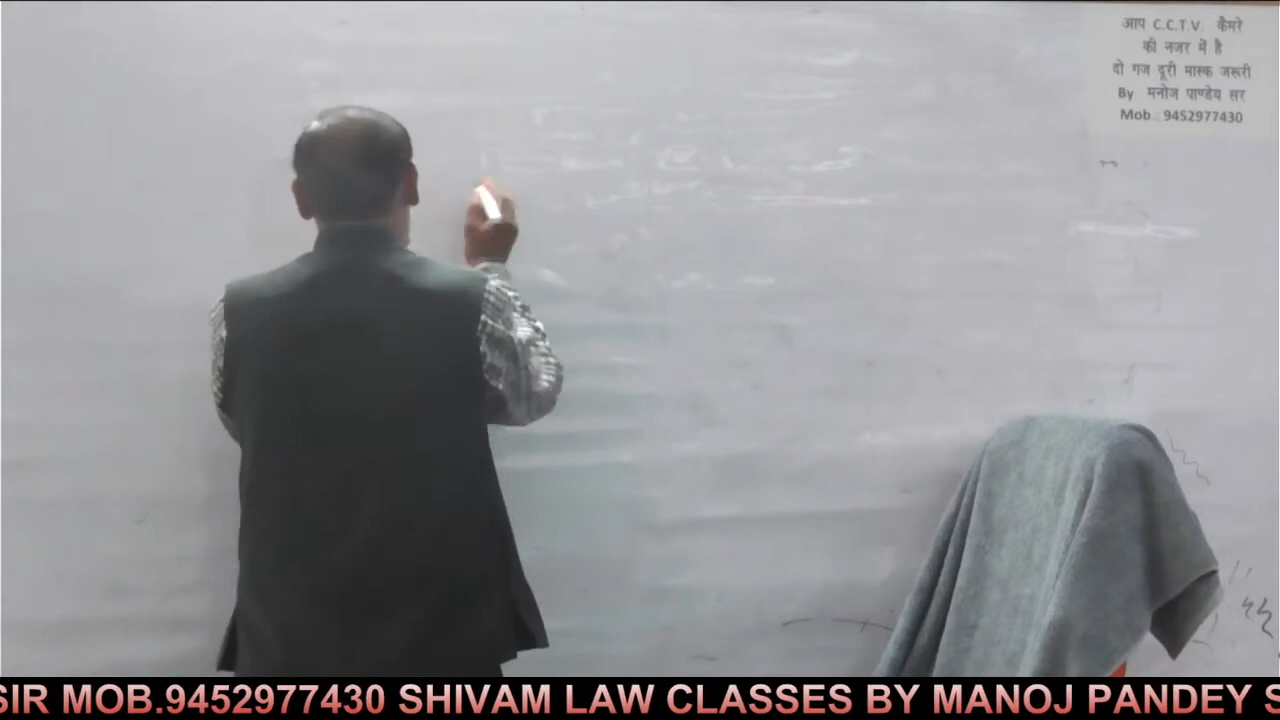 आप C.C.T.V. कैमरे
की नजर में है
दो गज दूरी मास्क जरूरी
By मनोज पाण्डेय सर
Mob.: 9452977430
SIR MOB.9452977430 SHIVAM LAW CLASSES BY MANOJ PANDEY S